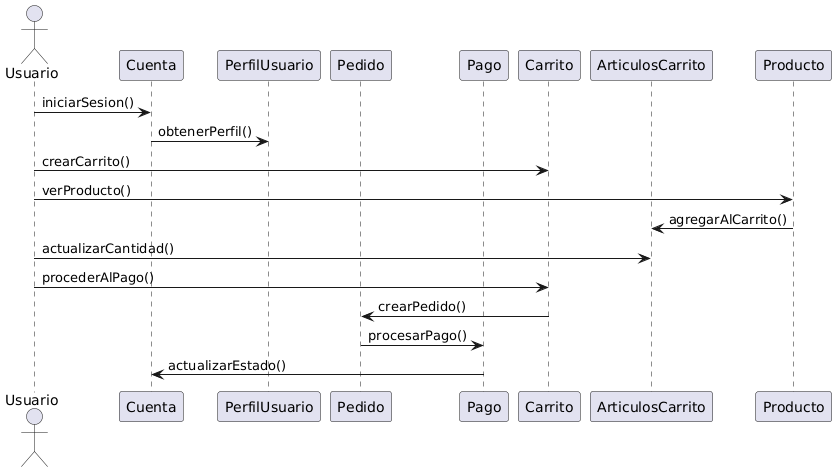 Usuario
Cuenta
PerfilUsuario
Pedido
Pago
Carrito
ArticulosCarrito
Producto
iniciarSesion()
obtenerPerfil()
crearCarrito()
verProducto()
agregarAlCarrito()
actualizarCantidad()
procederAlPago()
crearPedido()
procesarPago()
actualizarEstado()
Usuario
Cuenta
PerfilUsuario
Pedido
Pago
Carrito
ArticulosCarrito
Producto